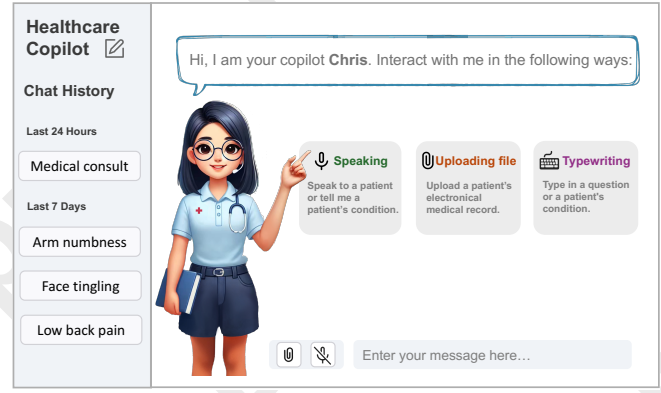 Healthcare
Copilot
Chat History
Last 24 Hours
Medical consult
Last 7 Days
Arm numbness
Face tingling
Low back pain
Hi, I am your copilot Chris. Interact with me in the following ways:
Speaking
Speak to a patient
or tell me a
patient's condition.
Uploading file
Upload a patient's
electronical
medical record.
Typewriting
Type in a question
or a patient's
condition.
Enter your message here...